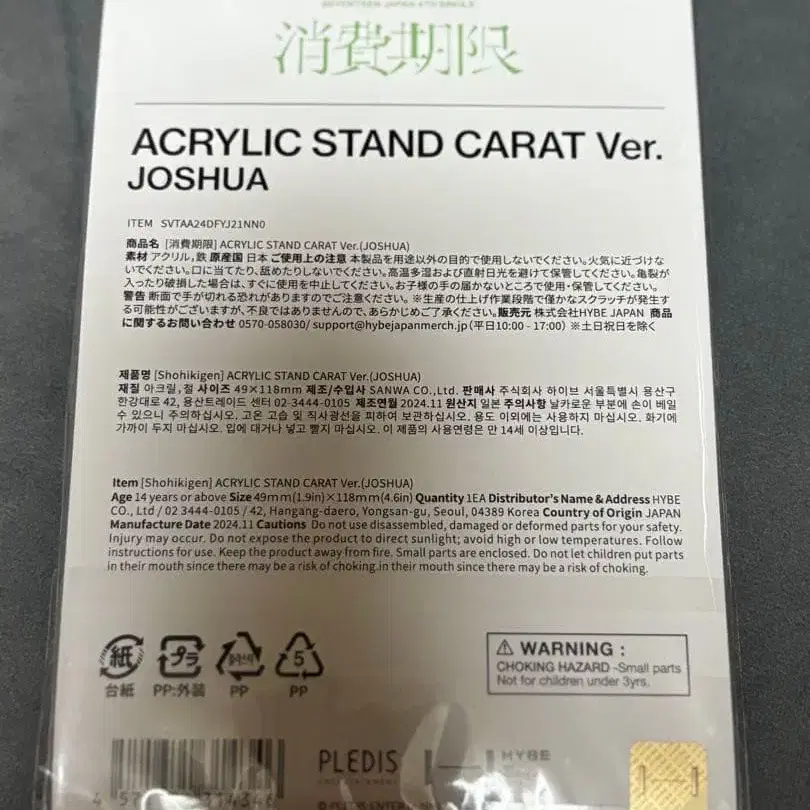 SEVENTEEN JAPAN 4TH SINGLE
消費期限
ACRYLIC STAND CARAT Ver.
JOSHUA
ITEM SVTAA24DFYJ21NN0
商品名 [消費期限] ACRYLIC STAND CARAT Ver.(JOSHUA)
素材 アクリル,鉄 原産国 日本 ご使用上の注意 本製品を用途以外の目的で使用しないでください。火気に近づけな
いでください。口に当てたり、舐めたりしないでください。高温多湿および直射日光を避けて保管してください。亀裂が
入ったり破損した場合は、すぐに使用を中止してください。お子様の手の届かないところで使用・保管してください。
警告 断面で手が切れる恐れがありますのでご注意ください。 ※生産の仕上げ作業段階で僅かなスクラッチが発生す
る可能性がございますが、不良ではありませんので、あらかじめご了承ください。販売元 株式会社HYBE JAPAN 商品
に関するお問い合わせ 0570-058030/ support@hybejapanmerch.jp (平日10:00 - 17:00) ※土日祝日を除く
제품명 [Shohikigen] ACRYLIC STAND CARAT Ver.(JOSHUA)
재질 아크릴, 철 사이즈 49×118mm 제조/수입사 SANWA CO.,Ltd. 판매사 주식회사 하이브 서울특별시 용산구
한강대로 42, 용산트레이드 센터 02-3444-0105 제조연월 2024.11 원산지 일본 주의사항 날카로운 부분에 손이 베일
수 있으니 주의하십시오. 고온 고습 및 직사광선을 피하여 보관하십시오. 용도 이외에는 사용하지 마십시오. 화기에
가까이 두지 마십시오. 입에 대거나 넣고 빨지 마십시오. 이 제품의 사용연령은 만 14세 이상입니다.
Item [Shohikigen] ACRYLIC STAND CARAT Ver.(JOSHUA)
Age 14 years or above Size 49mm(1.9in)×118mm(4.6in) Quantity 1EA Distributor's Name & Address HYBE
CO., Ltd / 02 3444-0105 / 42, Hangang-daero, Yongsan-gu, Seoul, 04389 Korea Country of Origin JAPAN
Manufacture Date 2024.11 Cautions Do not use disassembled, damaged or deformed parts for your safety.
Injury may occur. Do not expose the product to direct sunlight; avoid high or low temperatures. Follow
instructions for use. Keep the product away from fire. Small parts are enclosed. Do not let children put parts
in their mouth since there may be a risk of choking.in their mouth since there may be a risk of choking.
紙 プラ 5
台紙 PP:外装 PP PP
⚠ WARNING :
CHOKING HAZARD -Small parts
Not for children under 3yrs.
PLEDIS HYBE
ENTERTAINMENT